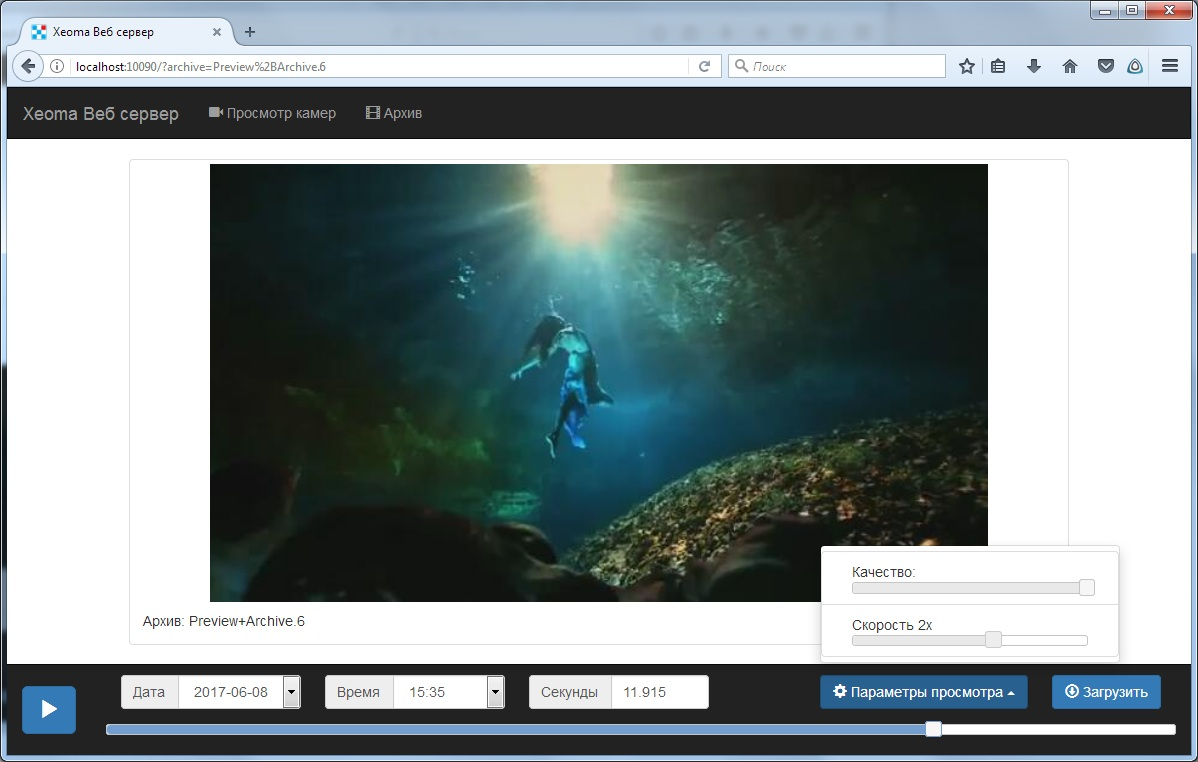 Xeoma Веб сервер
localhost:10090/?archive=Preview%2BArchive.6
Поиск
Xeoma Веб сервер Просмотр камер Архив
Архив: Preview+Archive.6
Качество:
Скорость 2x
Дата 2017-06-08 Время 15:35 Секунды 11.915 Параметры просмотра Загрузить